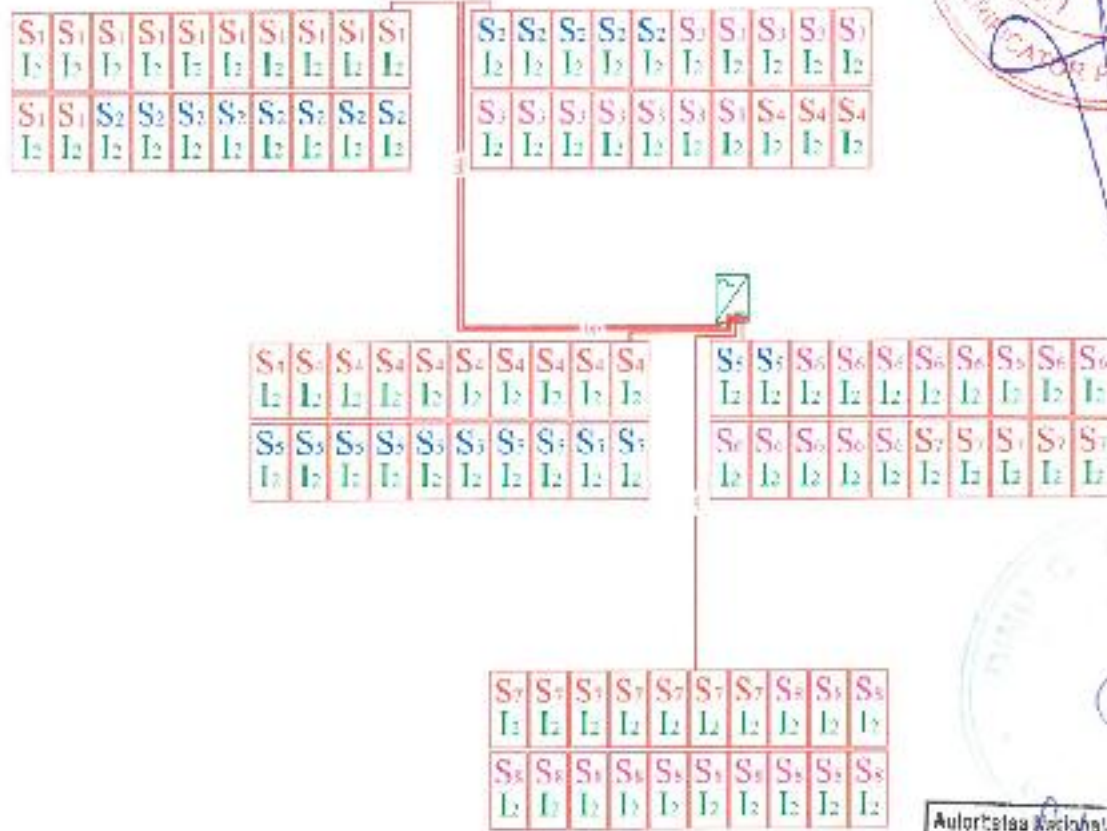 S1 S1 S1 S1 S1 S1 S1 S1 S1 S1
I2 I2 I2 I2 I2 I2 I2 I2 I2 I2
S1 S1 S2 S2 S2 S2 S2 S2 S2 S2
I2 I2 I2 I2 I2 I2 I2 I2 I2 I2
S2 S2 S2 S2 S2 S3 S3 S3 S3 S3
I2 I2 I2 I2 I2 I2 I2 I2 I2 I2
S3 S3 S3 S3 S3 S3 S3 S4 S4 S4
I2 I2 I2 I2 I2 I2 I2 I2 I2 I2
S4 S4 S4 S4 S4 S4 S4 S4 S4 S4
I2 I2 I2 I2 I2 I2 I2 I2 I2 I2
S5 S5 S5 S5 S5 S5 S5 S5 S5 S5
I2 I2 I2 I2 I2 I2 I2 I2 I2 I2
S5 S5 S6 S6 S6 S6 S6 S6 S6 S6
I2 I2 I2 I2 I2 I2 I2 I2 I2 I2
S6 S6 S6 S6 S6 S7 S7 S7 S7 S7
I2 I2 I2 I2 I2 I2 I2 I2 I2 I2
S7 S7 S7 S7 S7 S7 S7 S8 S8 S8
I2 I2 I2 I2 I2 I2 I2 I2 I2 I2
S8 S8 S8 S8 S8 S8 S8 S8 S8 S8
I2 I2 I2 I2 I2 I2 I2 I2 I2 I2